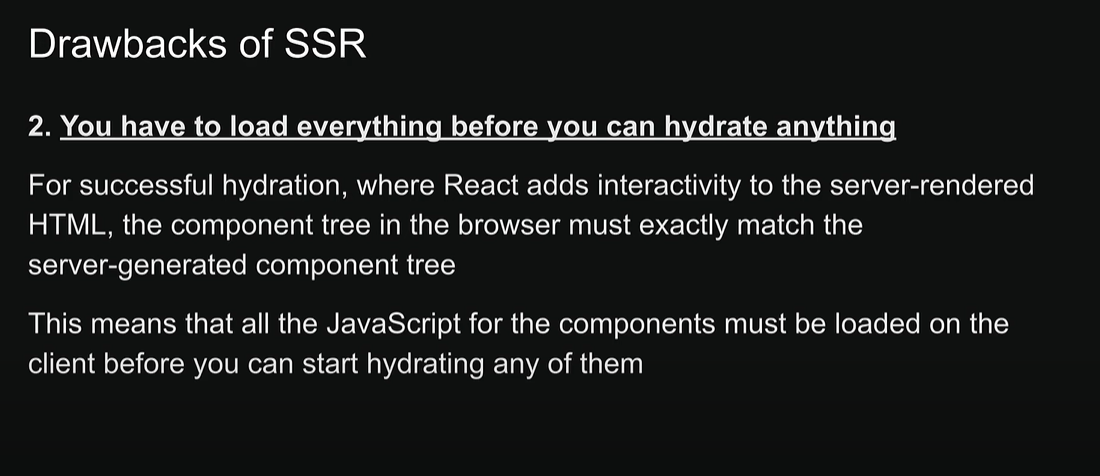 Drawbacks of SSR
2. You have to load everything before you can hydrate anything
For successful hydration, where React adds interactivity to the server-rendered
HTML, the component tree in the browser must exactly match the
server-generated component tree
This means that all the JavaScript for the components must be loaded on the
client before you can start hydrating any of them